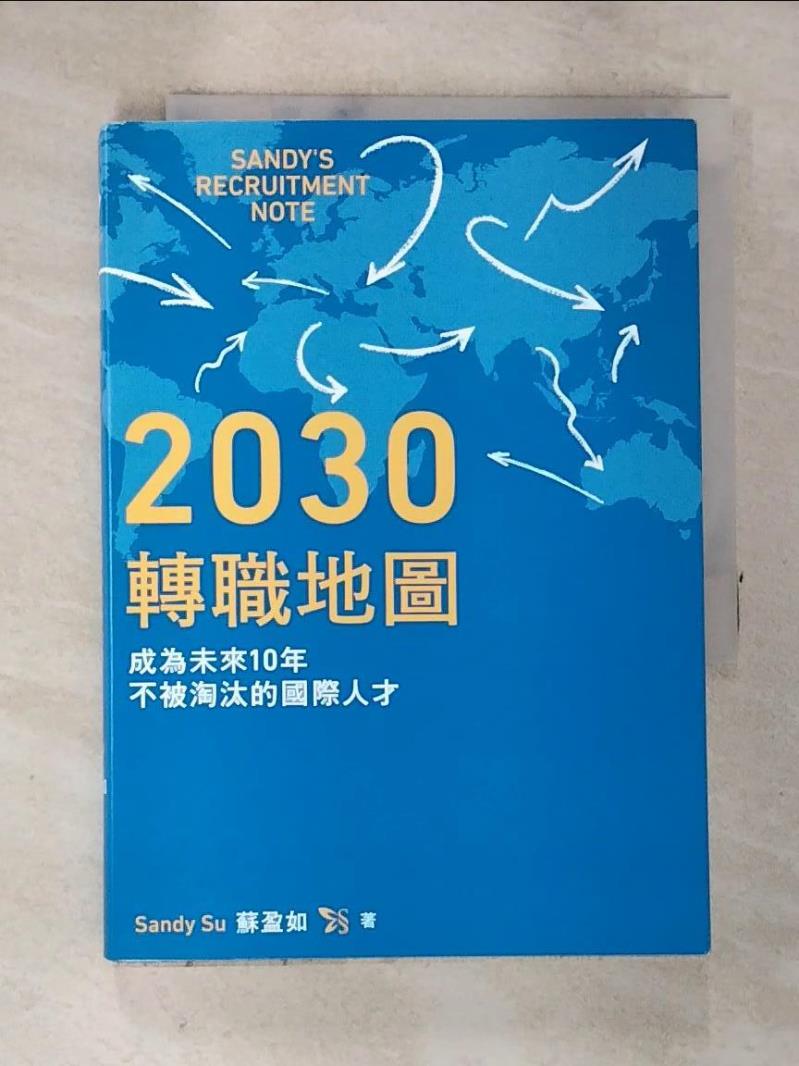 SANDY'S
RECRUITMENT
NOTE
2030
轉職地圖
成為未來10年
不被淘汰的國際人才
Sandy Su 蘇盈如 著